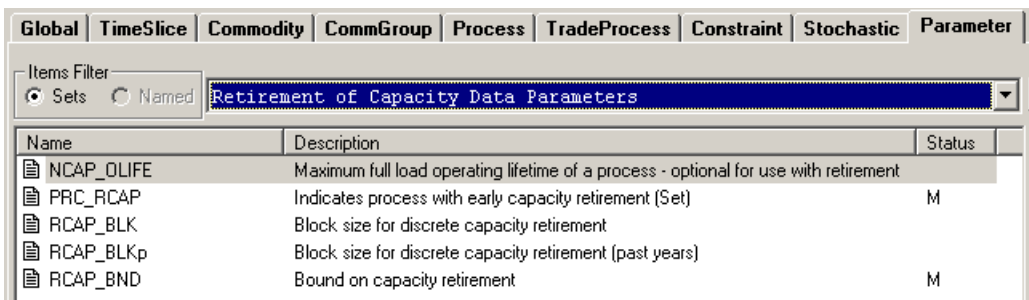 Global TimeSlice Commodity CommGroup Process TradeProcess Constraint Stochastic Parameter
Items Filter
Sets Named Retirement of Capacity Data Parameters
Name Description Status
NCAP_OLIFE Maximum full load operating lifetime of a process - optional for use with retirement
PRC_RCAP Indicates process with early capacity retirement (Set) M
RCAP_BLK Block size for discrete capacity retirement
RCAP_BLKp Block size for discrete capacity retirement (past years)
RCAP_BND Bound on capacity retirement M